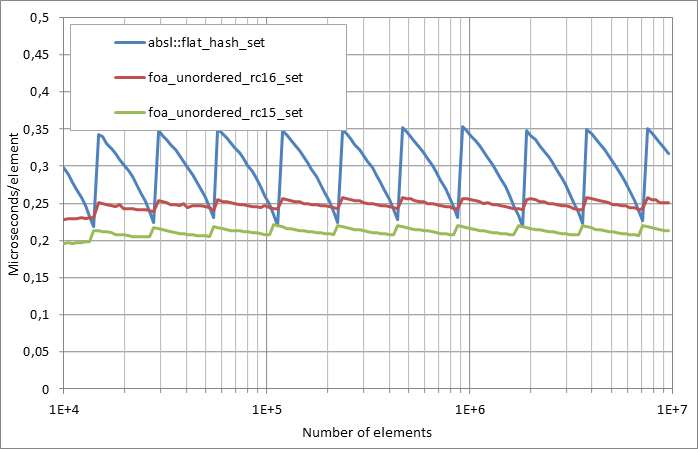 0,5
0,45
0,4
0,35
0,3
0,25
0,2
0,15
0,1
0,05
0
Microseconds/element
absl::flat_hash_set
foa_unordered_rc16_set
foa_unordered_rc15_set
1E+4 1E+5 1E+6 1E+7
Number of elements